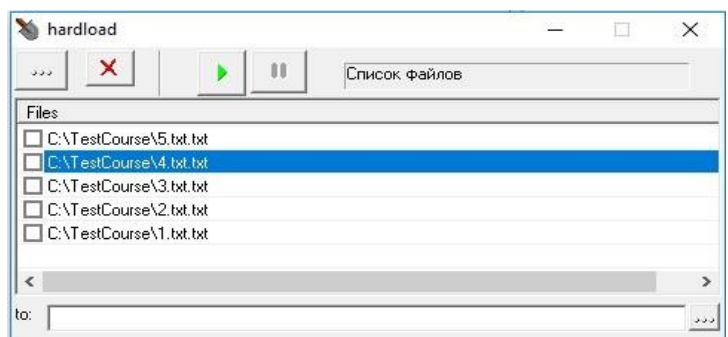 hardload
... Список файлов
Files
C:\TestCourse\5.txt.txt
C:\TestCourse\4.txt.txt
C:\TestCourse\3.txt.txt
C:\TestCourse\2.txt.txt
C:\TestCourse\1.txt.txt
to: ...